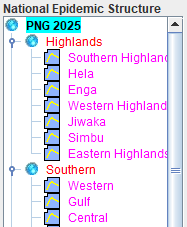 National Epidemic Structure
PNG 2025
Highlands
Southern Highlan
Hela
Enga
Western Highland
Jiwaka
Simbu
Eastern Highlands
Southern
Western
Gulf
Central